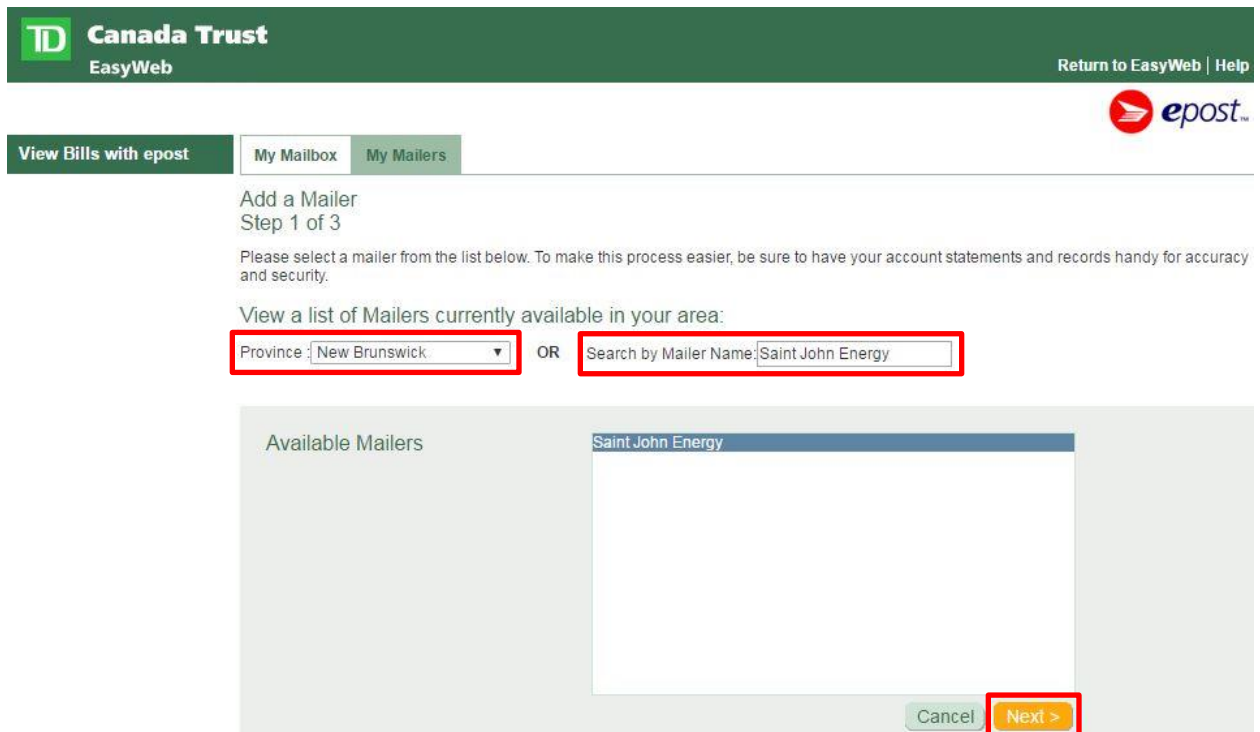 TD Canada Trust
EasyWeb
Return to EasyWeb | Help
epost™
View Bills with epost
My Mailbox
My Mailers
Add a Mailer
Step 1 of 3
Please select a mailer from the list below. To make this process easier, be sure to have your account statements and records handy for accuracy
and security.
View a list of Mailers currently available in your area:
Province : New Brunswick ▼ OR Search by Mailer Name: Saint John Energy
Available Mailers
Saint John Energy
Cancel
Next >